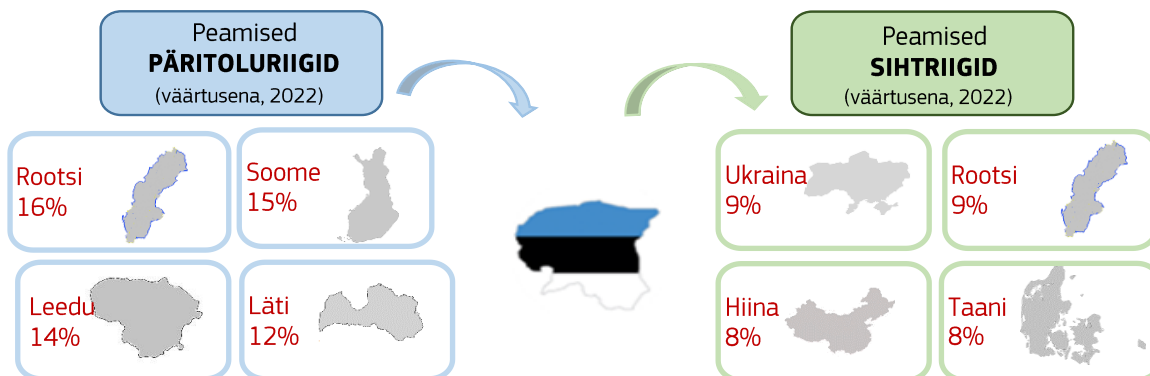 Peamised
PÄRITOLURIIGID
(väärtusena, 2022)
Peamised
SIHTRIIGID
(väärtusena, 2022)
Rootsi
16%
Soome
15%
Leedu
14%
Läti
12%
Ukraina
9%
Rootsi
9%
Hiina
8%
Taani
8%